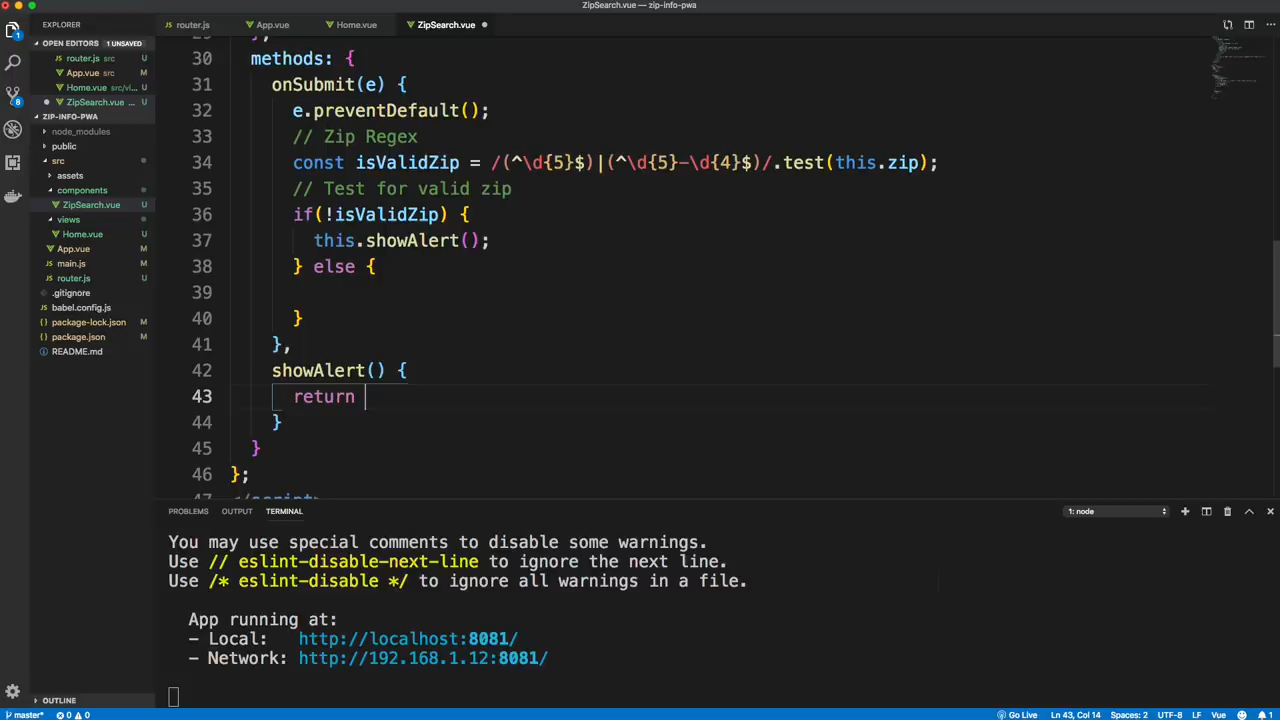 ZipSearch.vue — zip-info-pwa
EXPLORER
router.js
App.vue
Home.vue
ZipSearch.vue
OPEN EDITORS 1 UNSAVED
router.js src U
App.vue src M
Home.vue src/vi... U
ZipSearch.vue ... U
ZIP-INFO-PWA
node_modules
public
src
assets
components
ZipSearch.vue U
views
Home.vue U
App.vue M
main.js
router.js U
.gitignore
babel.config.js
package-lock.json M
package.json M
README.md
OUTLINE
30 methods: {
31 onSubmit(e) {
32 e.preventDefault();
33 // Zip Regex
34 const isValidZip = /(^\d{5}$)|(^\d{5}-\d{4}$)/.test(this.zip);
35 // Test for valid zip
36 if(!isValidZip) {
37 this.showAlert();
38 } else {
39
40 }
41 },
42 showAlert() {
43 return
44 }
45 }
46 };
47 </script>
PROBLEMS OUTPUT TERMINAL 1: node
You may use special comments to disable some warnings.
Use // eslint-disable-next-line to ignore the next line.
Use /* eslint-disable */ to ignore all warnings in a file.
App running at:
- Local: http://localhost:8081/
- Network: http://192.168.1.12:8081/
master* 0 0 Go Live Ln 43, Col 14 Spaces: 2 UTF-8 LF Vue 1